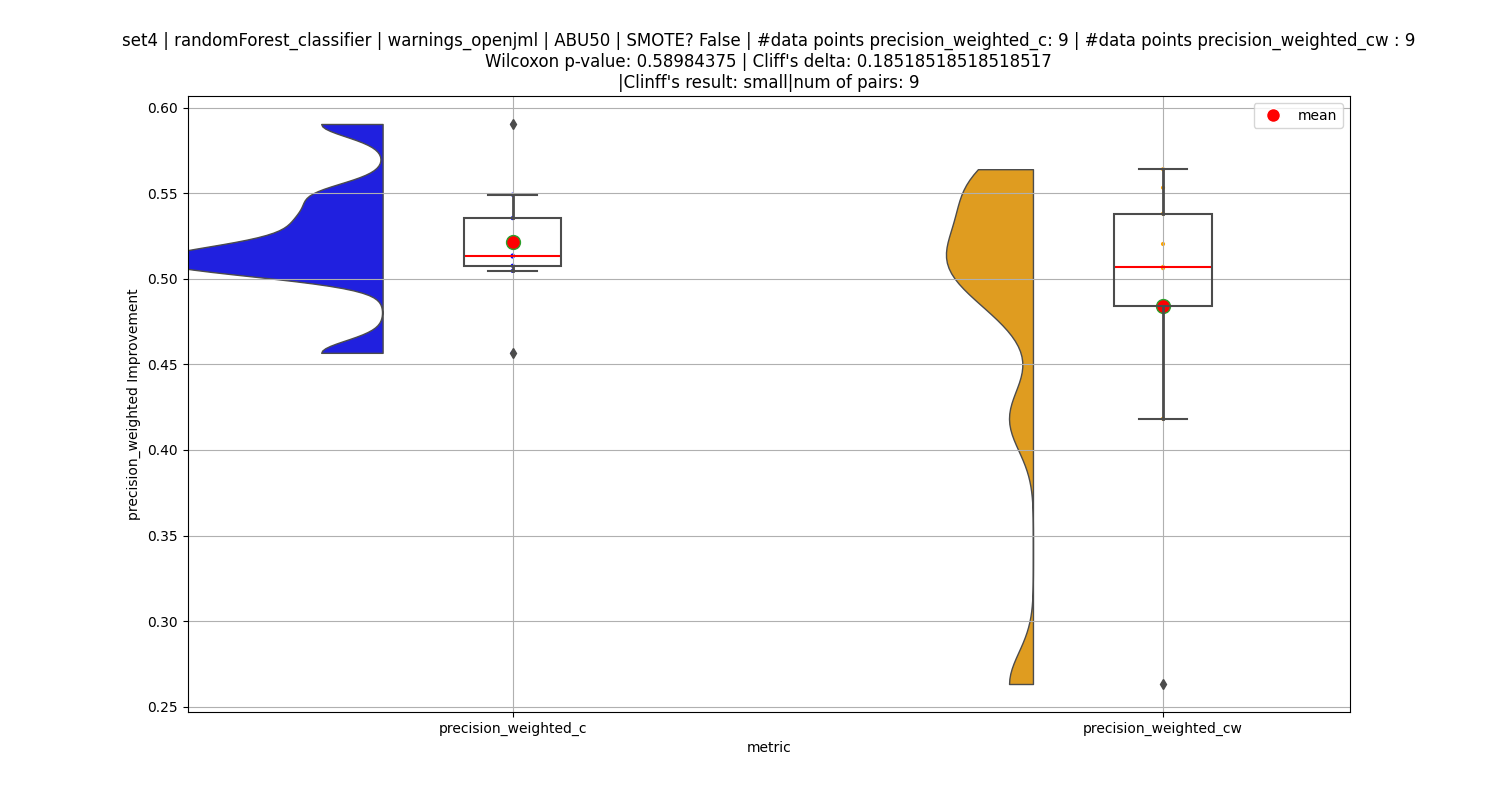 set4 | randomForest_classifier | warnings_openjml | ABU50 | SMOTE? False | #data points precision_weighted_c: 9 | #data points precision_weighted_cw : 9
Wilcoxon p-value: 0.58984375 | Cliff's delta: 0.18518518518518517
|Clinff's result: small|num of pairs: 9
mean
0.60
0.55
0.50
0.45
0.40
0.35
0.30
0.25
precision_weighted Improvement
precision_weighted_c
precision_weighted_cw
metric